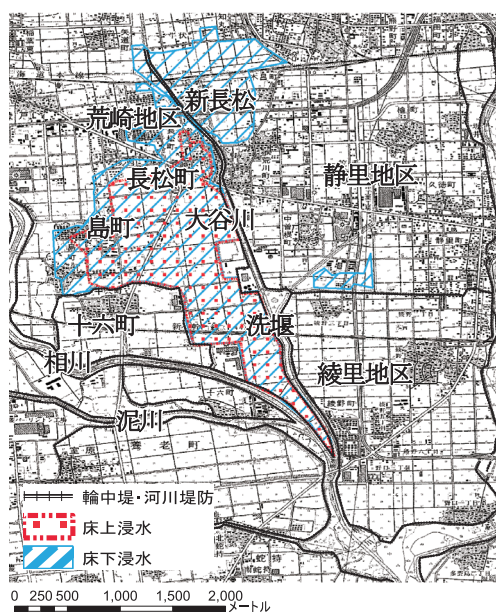 新長松
荒崎地区
長松町
静里地区
大谷川
島町
洗堰
十六町
相川
綾里地区
泥川
養老町
輪中堤・河川堤防
床上浸水
床下浸水
0 250 500 1,000 1,500 2,000
メートル